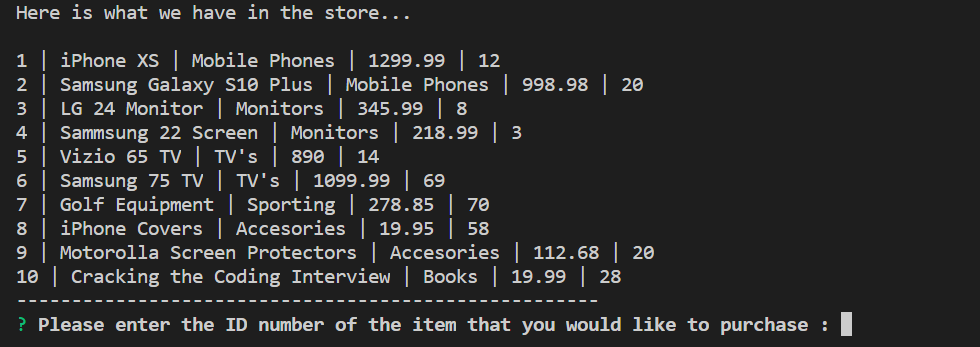 Here is what we have in the store...
1 | iPhone XS | Mobile Phones | 1299.99 | 12
2 | Samsung Galaxy S10 Plus | Mobile Phones | 998.98 | 20
3 | LG 24 Monitor | Monitors | 345.99 | 8
4 | Sammsung 22 Screen | Monitors | 218.99 | 3
5 | Vizio 65 TV | TV's | 890 | 14
6 | Samsung 75 TV | TV's | 1099.99 | 69
7 | Golf Equipment | Sporting | 278.85 | 70
8 | iPhone Covers | Accesories | 19.95 | 58
9 | Motorolla Screen Protectors | Accesories | 112.68 | 20
10 | Cracking the Coding Interview | Books | 19.99 | 28
-----------------------------------------------------
? Please enter the ID number of the item that you would like to purchase :